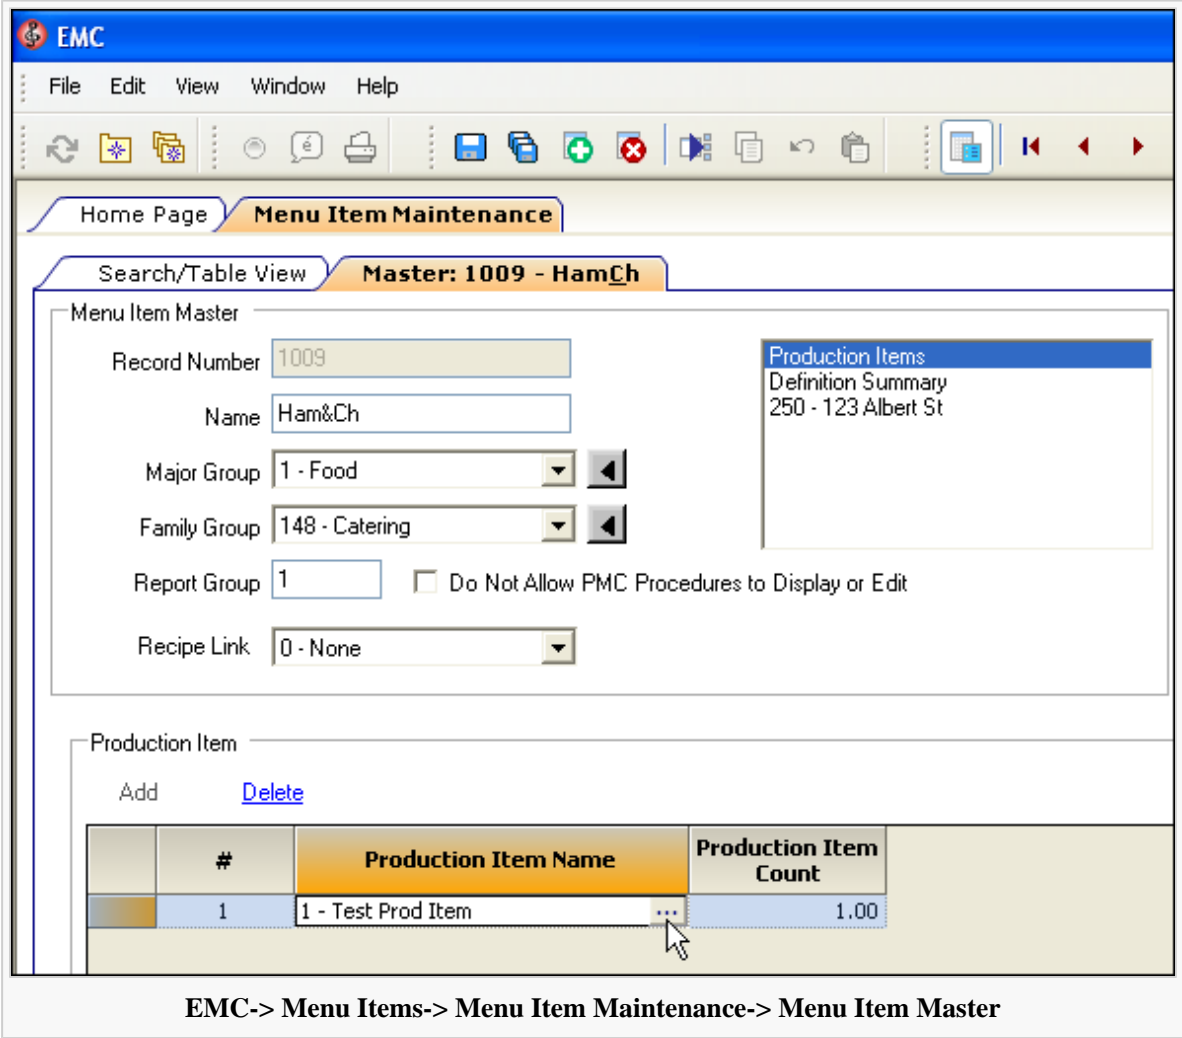 EMC
File Edit View Window Help
é
Home Page Menu Item Maintenance
Search/Table View Master: 1009 - HamCh
Menu Item Master
Record Number 1009
Name Ham&Ch
Major Group 1 - Food
Family Group 148 - Catering
Report Group 1 Do Not Allow PMC Procedures to Display or Edit
Recipe Link 0 - None
Production Items
Definition Summary
250 - 123 Albert St
Production Item
Add Delete
# Production Item Name Production Item Count
1 1 - Test Prod Item ... 1.00
EMC-> Menu Items-> Menu Item Maintenance-> Menu Item Master